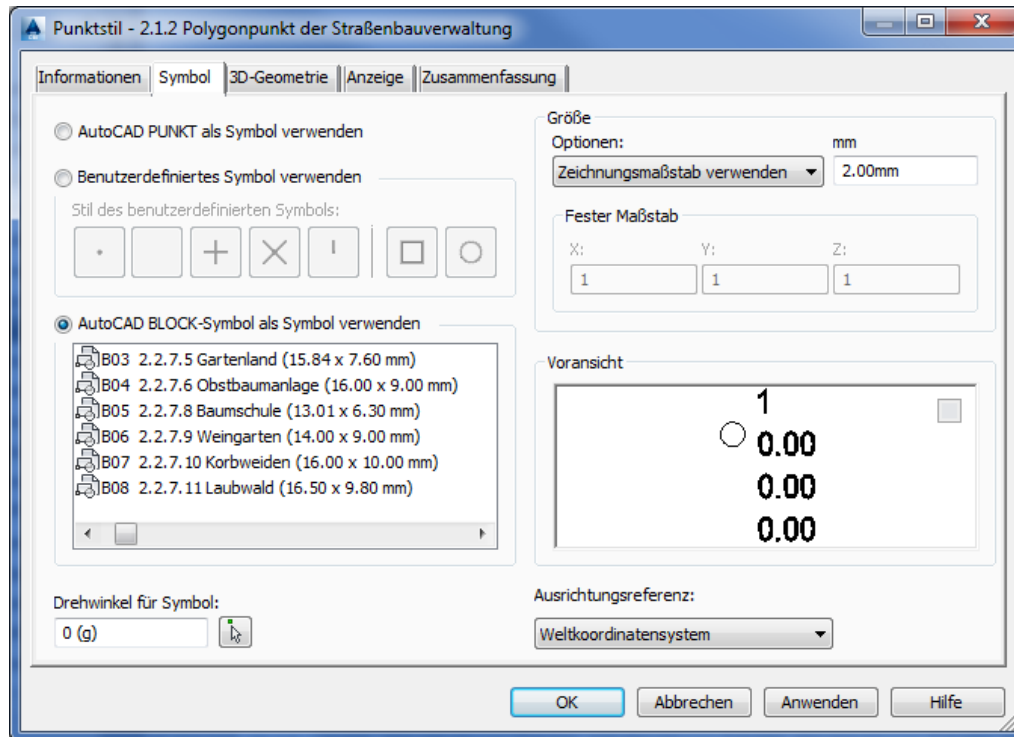 Punktstil - 2.1.2 Polygonpunkt der Straßenbauverwaltung
Informationen Symbol 3D-Geometrie Anzeige Zusammenfassung
AutoCAD PUNKT als Symbol verwenden
Benutzerdefiniertes Symbol verwenden
Stil des benutzerdefinierten Symbols:
AutoCAD BLOCK-Symbol als Symbol verwenden
B03 2.2.7.5 Gartenland (15.84 x 7.60 mm)
B04 2.2.7.6 Obstbaumanlage (16.00 x 9.00 mm)
B05 2.2.7.8 Baumschule (13.01 x 6.30 mm)
B06 2.2.7.9 Weingarten (14.00 x 9.00 mm)
B07 2.2.7.10 Korbweiden (16.00 x 10.00 mm)
B08 2.2.7.11 Laubwald (16.50 x 9.80 mm)
Drehwinkel für Symbol:
0 (g)
Größe
Optionen: mm
Zeichnungsmaßstab verwenden 2.00mm
Fester Maßstab
X: Y: Z:
1 1 1
Voransicht
1
0.00
0.00
0.00
Ausrichtungsreferenz:
Weltkoordinatensystem
OK Abbrechen Anwenden Hilfe